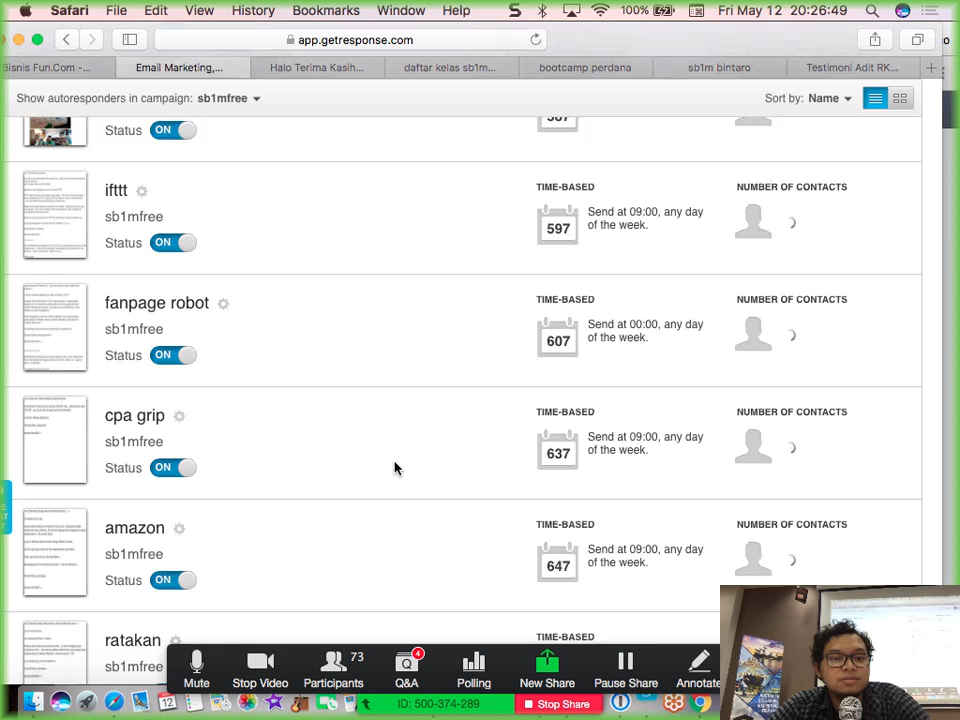 Safari File Edit View History Bookmarks Window Help 100% Fri May 12 20:26:49
app.getresponse.com
Bisnis Fun.Com -... Email Marketing,... Halo Terima Kasih... daftar kelas sb1m... bootcamp perdana sb1m bintaro Testimoni Adit RK...
Show autoresponders in campaign: sb1mfree Sort by: Name
Status ON 587
ifttt TIME-BASED NUMBER OF CONTACTS
sb1mfree 597 Send at 09:00, any day
of the week.
Status ON
fanpage robot TIME-BASED NUMBER OF CONTACTS
sb1mfree 607 Send at 00:00, any day
of the week.
Status ON
cpa grip TIME-BASED NUMBER OF CONTACTS
sb1mfree 637 Send at 09:00, any day
of the week.
Status ON
amazon TIME-BASED NUMBER OF CONTACTS
sb1mfree 647 Send at 09:00, any day
of the week.
Status ON
ratakan TIME-BASED
sb1mfree
73 4
Mute Stop Video Participants Q&A Polling New Share Pause Share Annotate
12 ID: 500-374-289 Stop Share